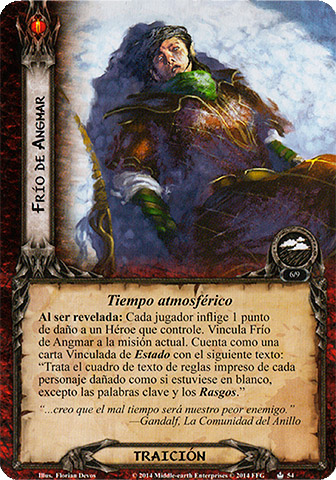 FRÍO DE ANGMAR
6/9
Tiempo atmosférico
Al ser revelada: Cada jugador inflige 1 punto
de daño a un Héroe que controle. Vincula Frío
de Angmar a la misión actual. Cuenta como una
carta Vinculada de Estado con el siguiente texto:
“Trata el cuadro de texto de reglas impreso de cada
personaje dañado como si estuviese en blanco,
excepto las palabras clave y los Rasgos.”
“...creo que el mal tiempo será nuestro peor enemigo.”
—Gandalf, La Comunidad del Anillo
TRAICIÓN
Illus. Florian Devos © 2014 Middle-earth Enterprises © 2014 FFG 54